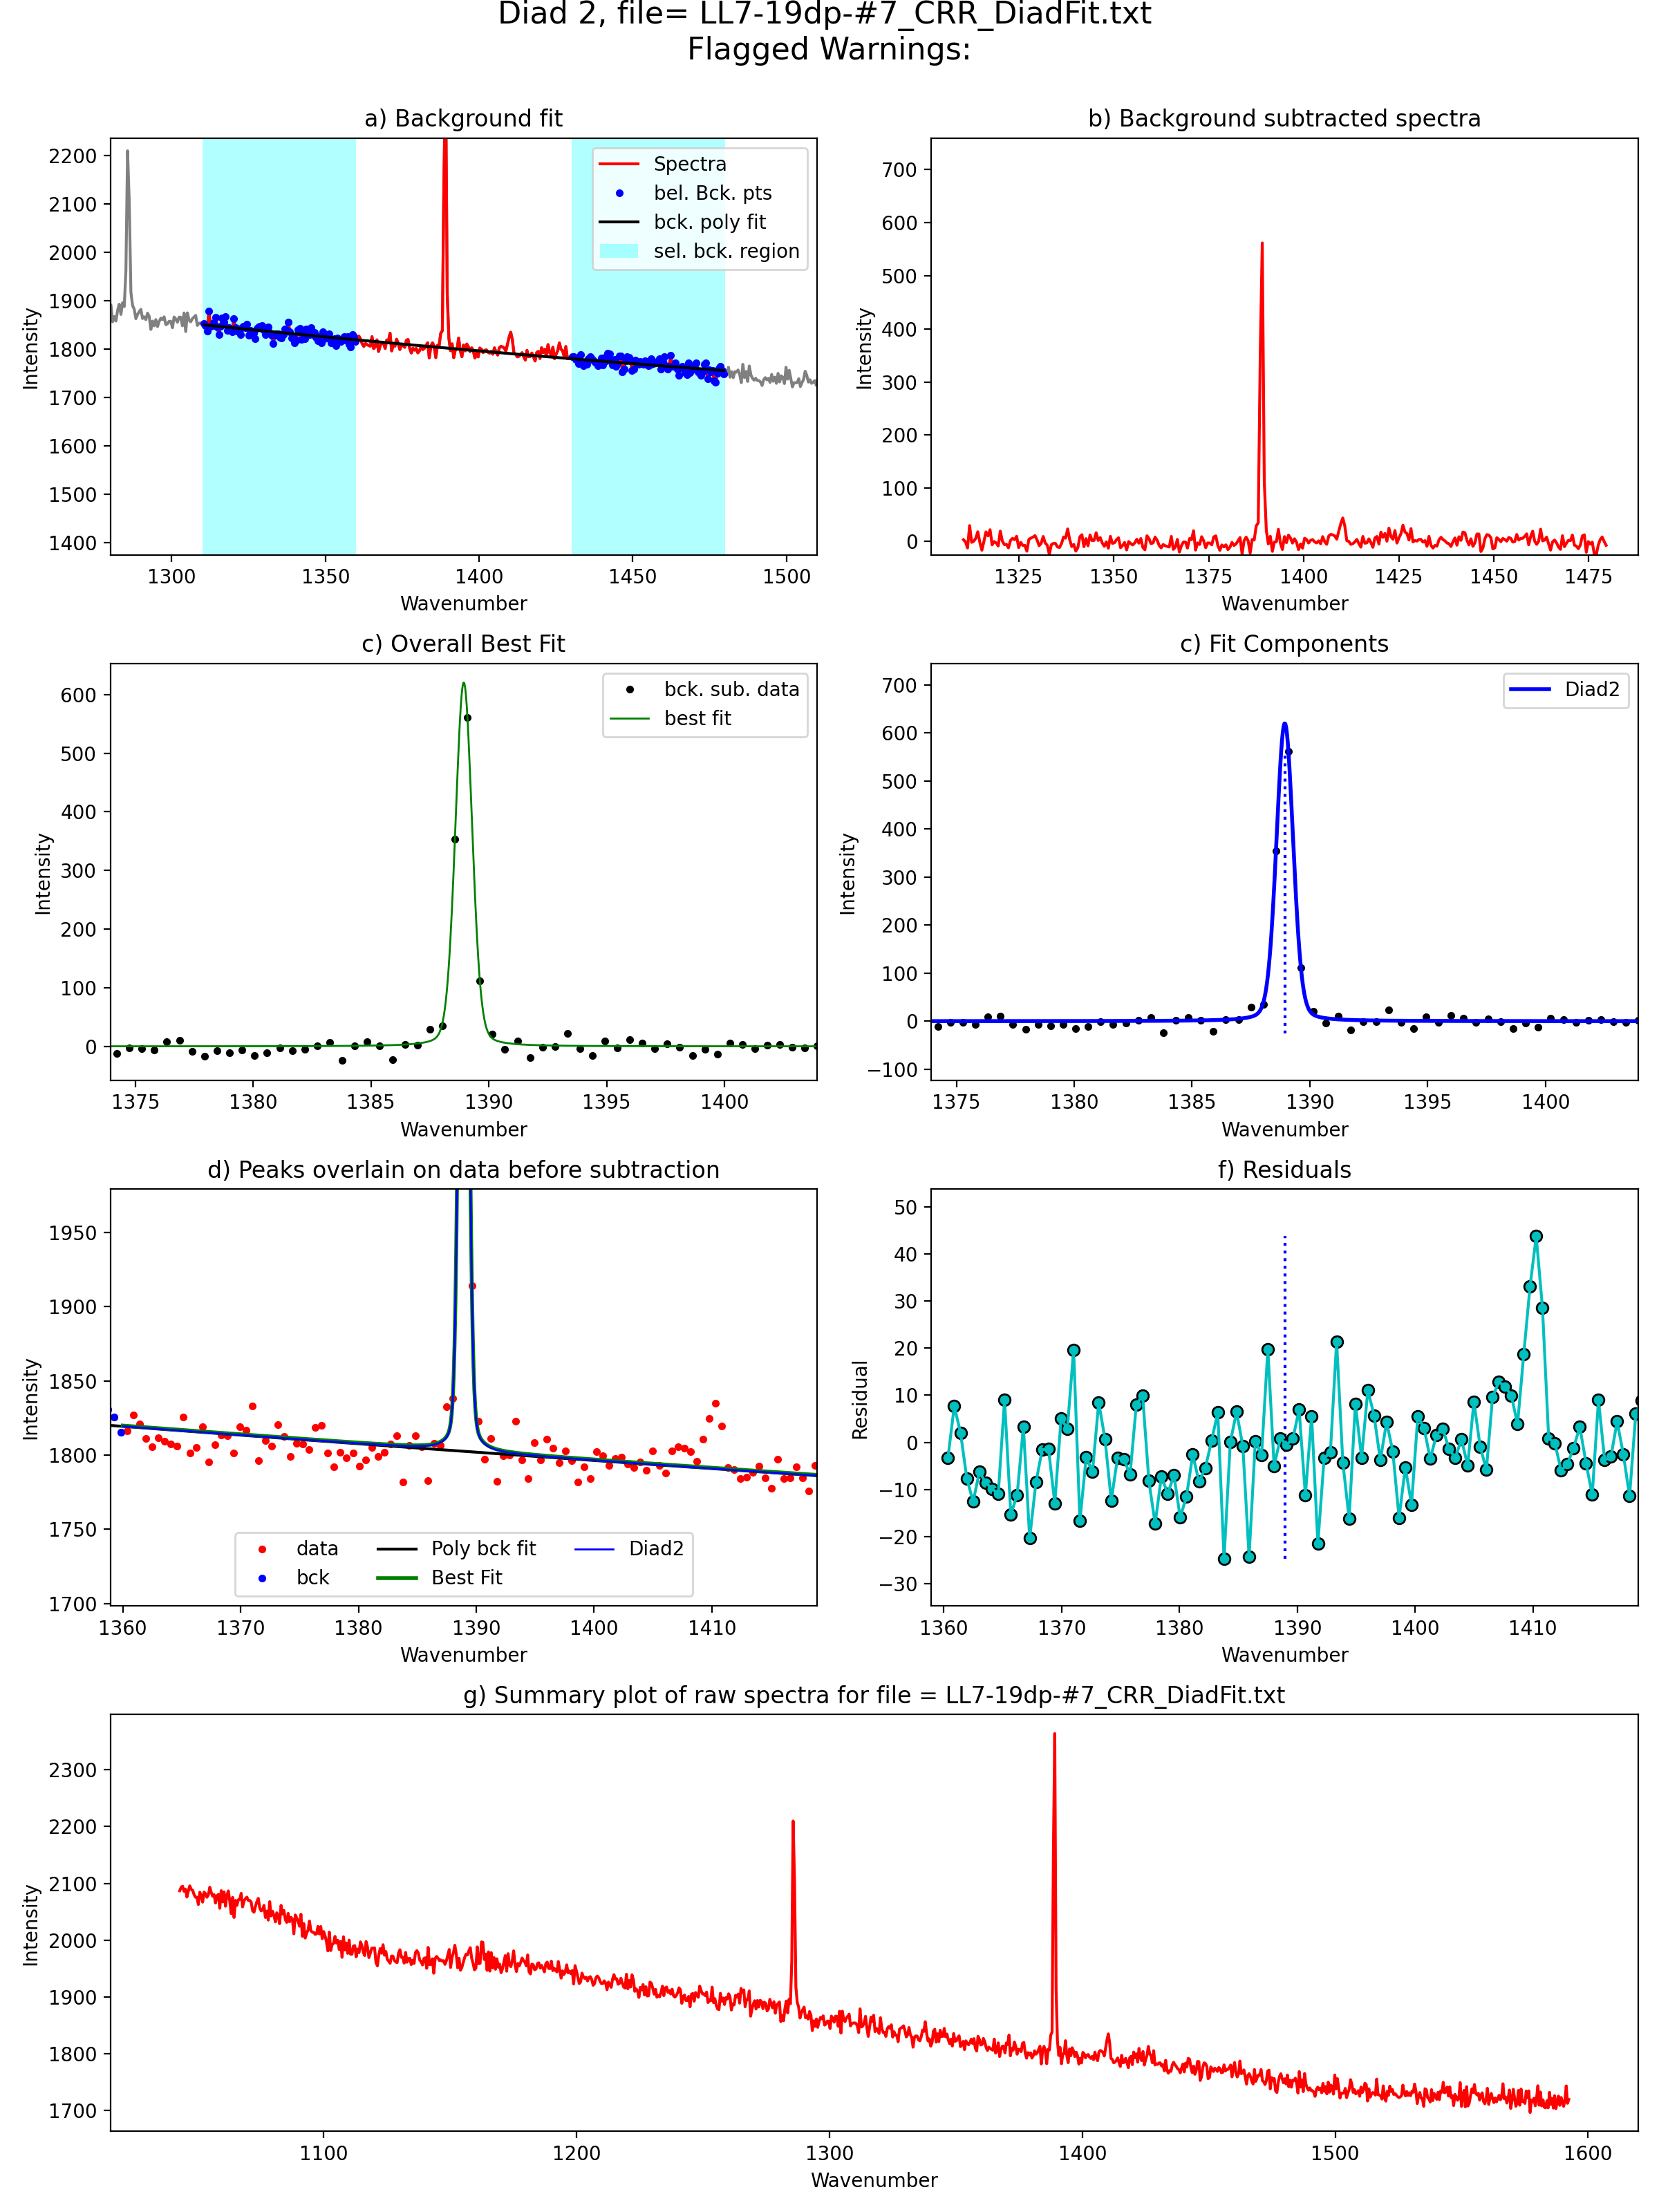 Diad 2, file= LL7-19dp-#7_CRR_DiadFit.txt
Flagged Warnings:
a) Background fit
2200
2100
2000
1900
1800
1700
1600
1500
1400
Intensity
Spectra
bel. Bck. pts
bck. poly fit
sel. bck. region
1300 1350 1400 1450 1500
Wavenumber
b) Background subtracted spectra
700
600
500
400
300
200
100
0
Intensity
1325 1350 1375 1400 1425 1450 1475
Wavenumber
c) Overall Best Fit
600
500
400
300
200
100
0
Intensity
bck. sub. data
best fit
1375 1380 1385 1390 1395 1400
Wavenumber
c) Fit Components
700
600
500
400
300
200
100
0
−100
Intensity
Diad2
1375 1380 1385 1390 1395 1400
Wavenumber
d) Peaks overlain on data before subtraction
1950
1900
1850
1800
1750
1700
Intensity
data
bck
Poly bck fit
Best Fit
Diad2
1360 1370 1380 1390 1400 1410
Wavenumber
f) Residuals
50
40
30
20
10
0
−10
−20
−30
Residual
1360 1370 1380 1390 1400 1410
Wavenumber
g) Summary plot of raw spectra for file = LL7-19dp-#7_CRR_DiadFit.txt
2300
2200
2100
2000
1900
1800
1700
Intensity
1100 1200 1300 1400 1500 1600
Wavenumber